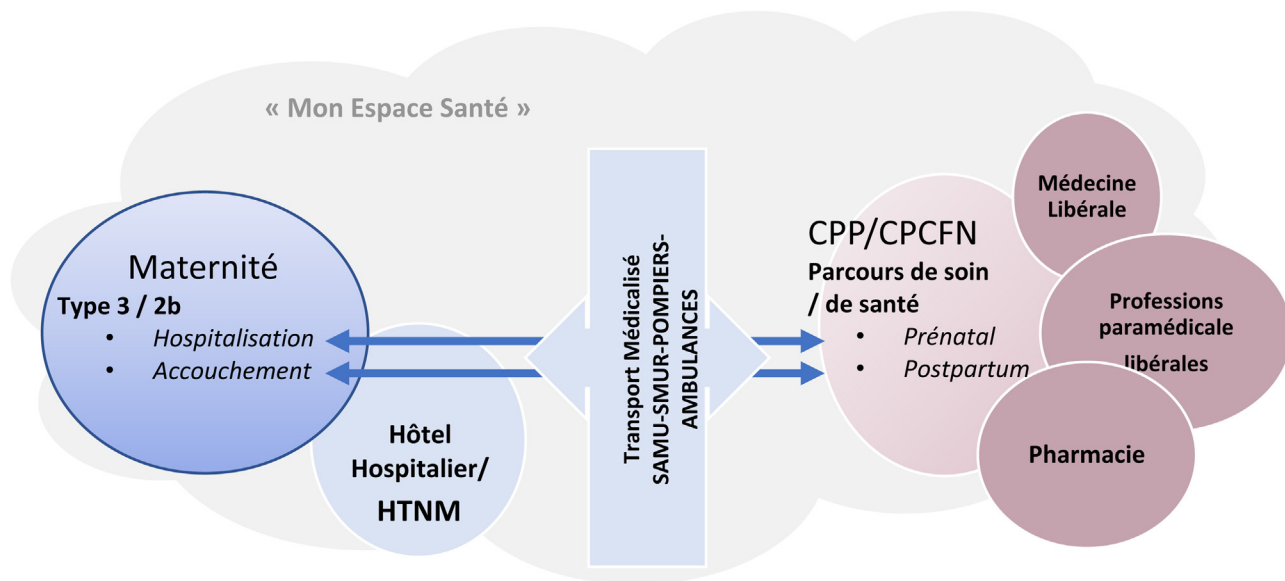 « Mon Espace Santé »
Maternité
Type 3 / 2b
• Hospitalisation
• Accouchement
Hôtel
Hospitalier/
HTNM
Transport Médicalisé
SAMU-SMUR-POMPIERS-
AMBULANCES
CPP/CPCFN
Parcours de soin
/ de santé
• Prénatal
• Postpartum
Médecine
Libérale
Professions
paramédicale
libérales
Pharmacie